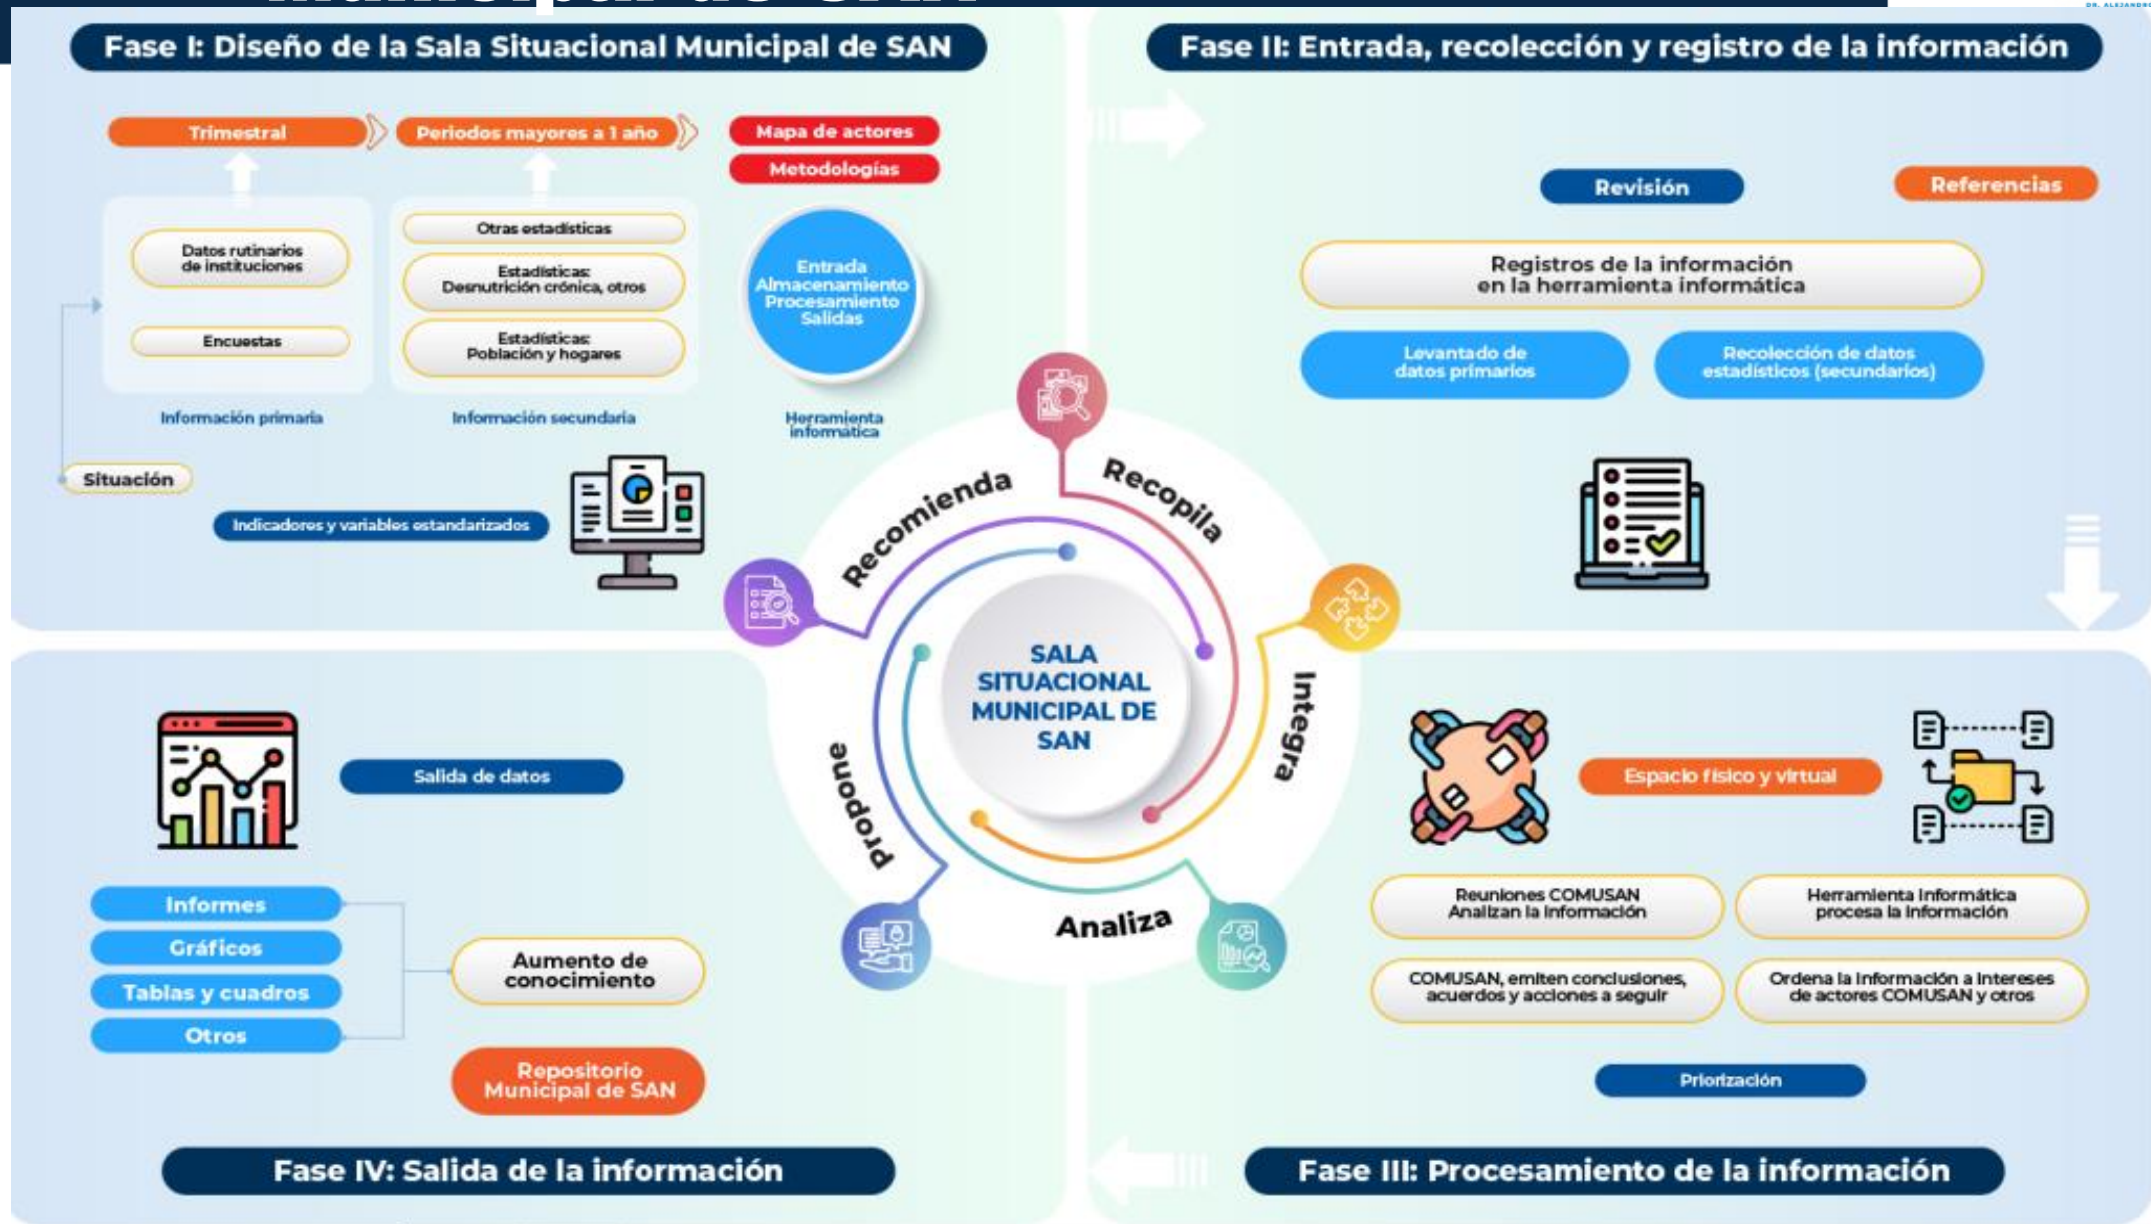 Fase I: Diseño de la Sala Situacional Municipal de SAN
Trimestral
Periodos mayores a 1 año
Mapa de actores
Metodologías
Datos rutinarios
de instituciones
Encuestas
Otras estadísticas
Estadísticas:
Desnutrición crónica, otros
Estadísticas:
Población y hogares
Entrada
Almacenamiento
Procesamiento
Salidas
Información primaria
Información secundaria
Herramienta
informática
Situación
Indicadores y variables estandarizados
Fase II: Entrada, recolección y registro de la información
Revisión
Referencias
Registros de la información
en la herramienta informática
Levantado de
datos primarios
Recolección de datos
estadísticos (secundarios)
Recomienda
Recopila
Integra
Analiza
propone
SALA
SITUACIONAL
MUNICIPAL DE
SAN
Espacio físico y virtual
Reuniones COMUSAN
Analizan la Información
Herramienta Informática
procesa la Información
COMUSAN, emiten conclusiones,
acuerdos y acciones a seguir
Ordena la Información a Intereses
de actores COMUSAN y otros
Priorización
Fase III: Procesamiento de la información
Salida de datos
Informes
Gráficos
Tablas y cuadros
Otros
Aumento de
conocimiento
Repositorio
Municipal de SAN
Fase IV: Salida de la información